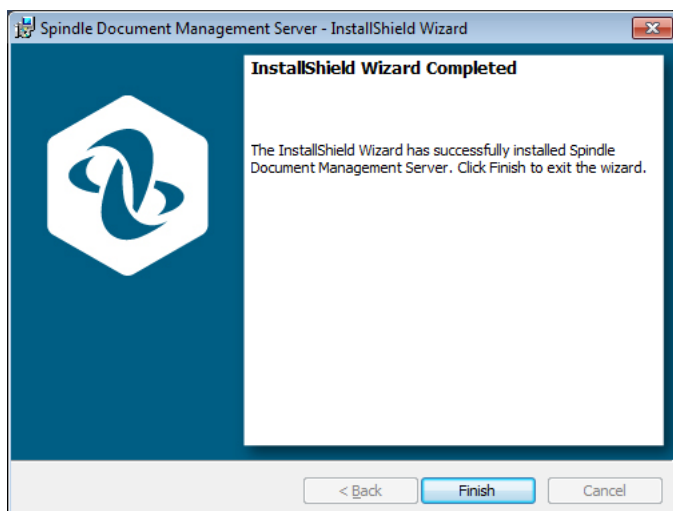 Spindle Document Management Server - InstallShield Wizard
InstallShield Wizard Completed
The InstallShield Wizard has successfully installed Spindle
Document Management Server. Click Finish to exit the wizard.
< Back
Finish
Cancel